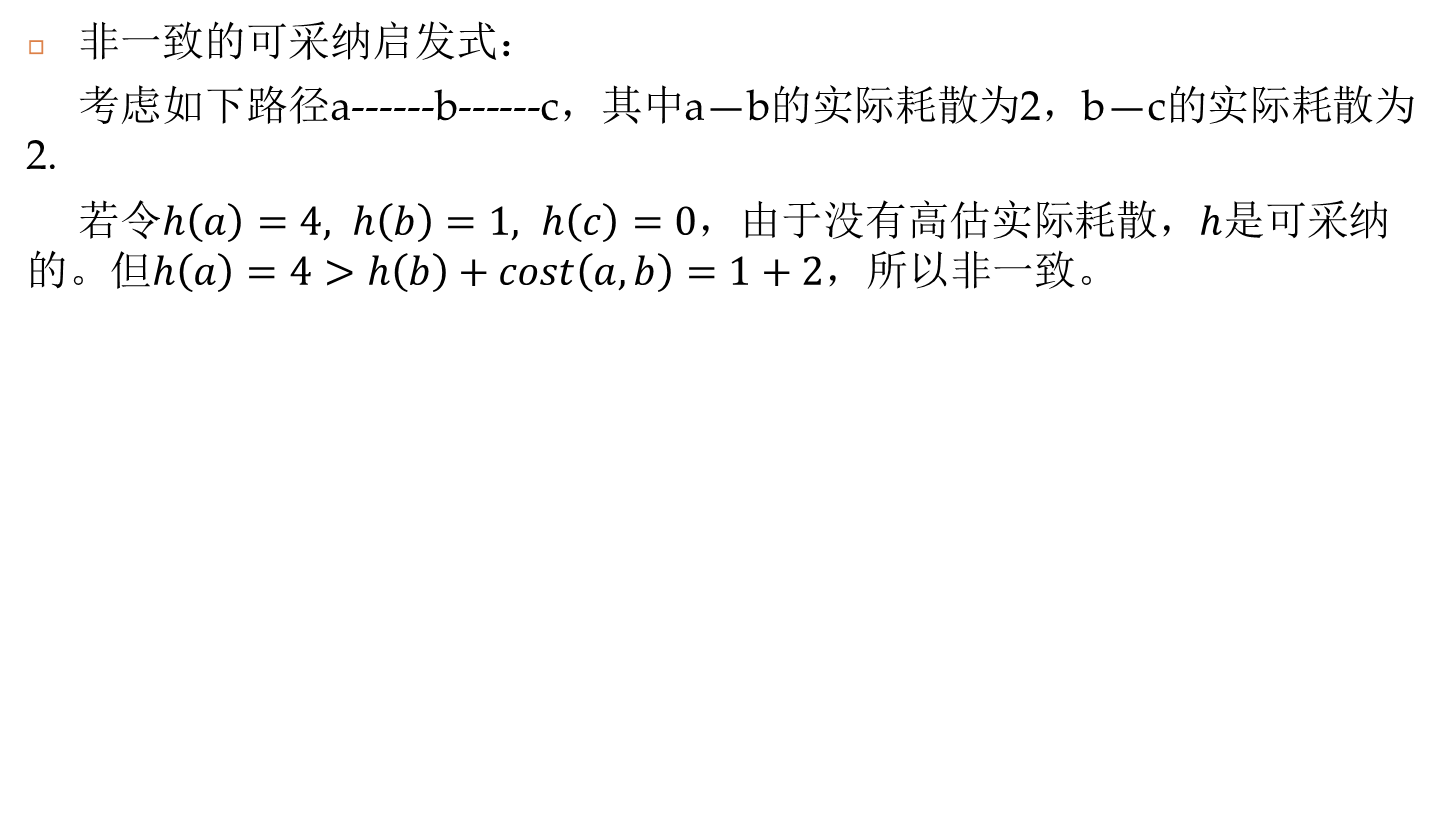 非一致的可采纳启发式：
考虑如下路径a------b------c，其中a—b的实际耗散为2，b—c的实际耗散为
2.
若令ℎ(𝑎) = 4, ℎ(𝑏) = 1, ℎ(𝑐) = 0，由于没有高估实际耗散，ℎ是可采纳
的。但ℎ(𝑎) = 4 > ℎ(𝑏) + 𝑐𝑜𝑠𝑡(𝑎, 𝑏) = 1 + 2，所以非一致。